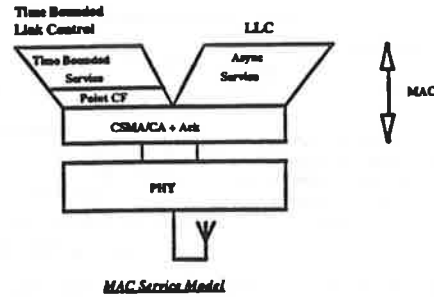 Time Bounded
Link Control
LLC
Time Bounded
Service
Async
Service
Point CF
MAC
CSMA/CA + Ack
PHY
MAC Service Model